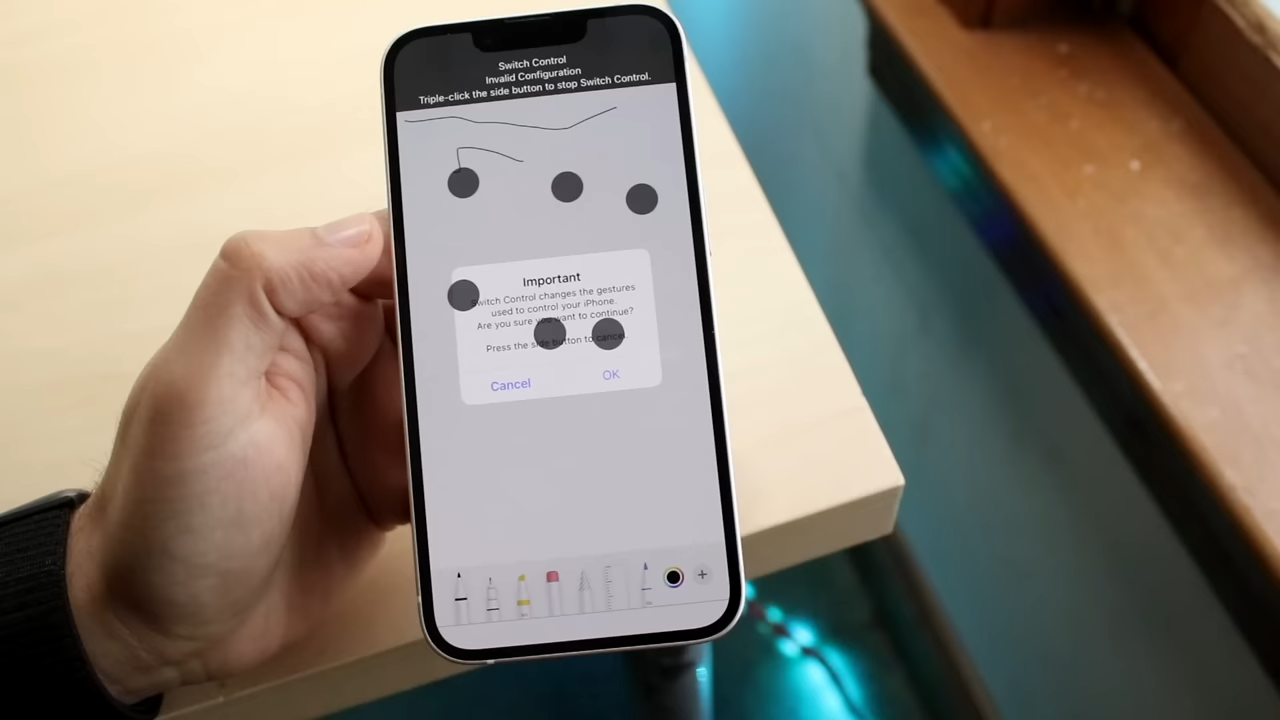 Switch Control
Invalid Configuration
Triple-click the side button to stop Switch Control.
Important
Switch Control changes the gestures
used to control your iPhone.
Are you sure you want to continue?
Press the side button to cancel.
Cancel
OK